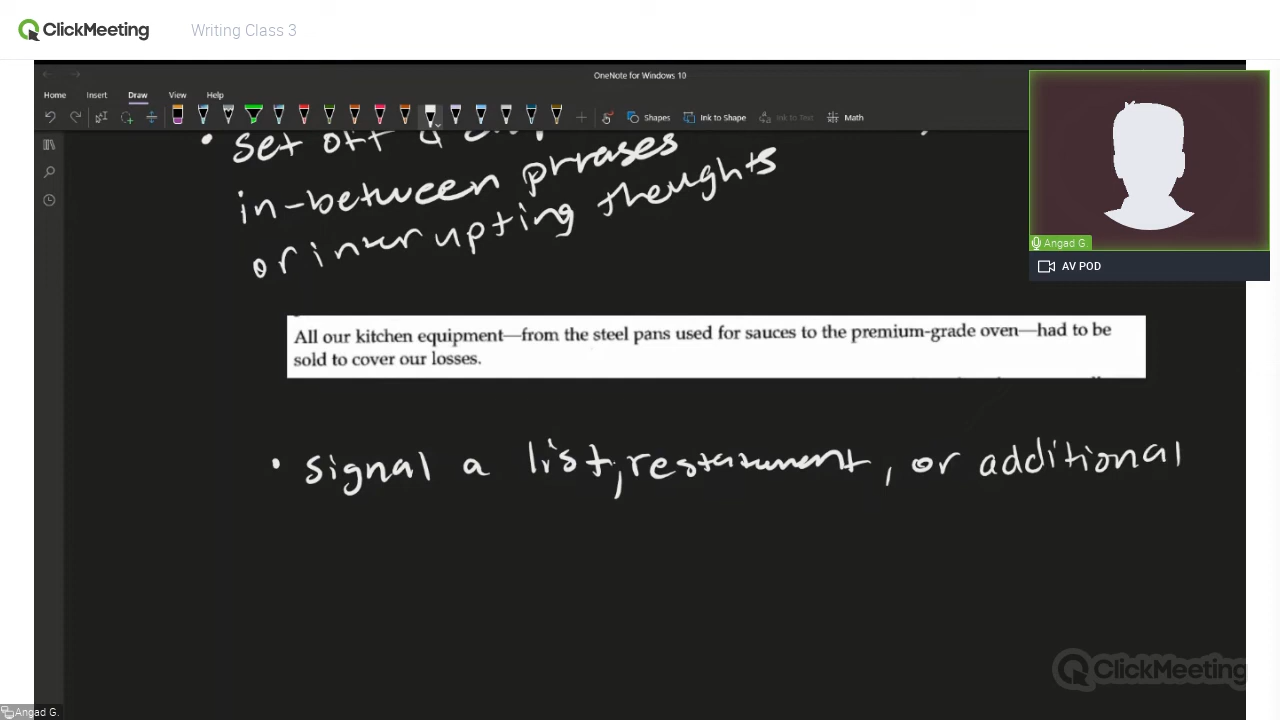 ClickMeeting Writing Class 3
OneNote for Windows 10
Home Insert Draw View Help
Shapes Ink to Shape Ink to Text Math
• set off &
in-between phrases
or interrupting thoughts
Angad G.
AV POD
All our kitchen equipment—from the steel pans used for sauces to the premium-grade oven—had to be
sold to cover our losses.
• signal a list, restatement, or additional
ClickMeeting
Angad G.